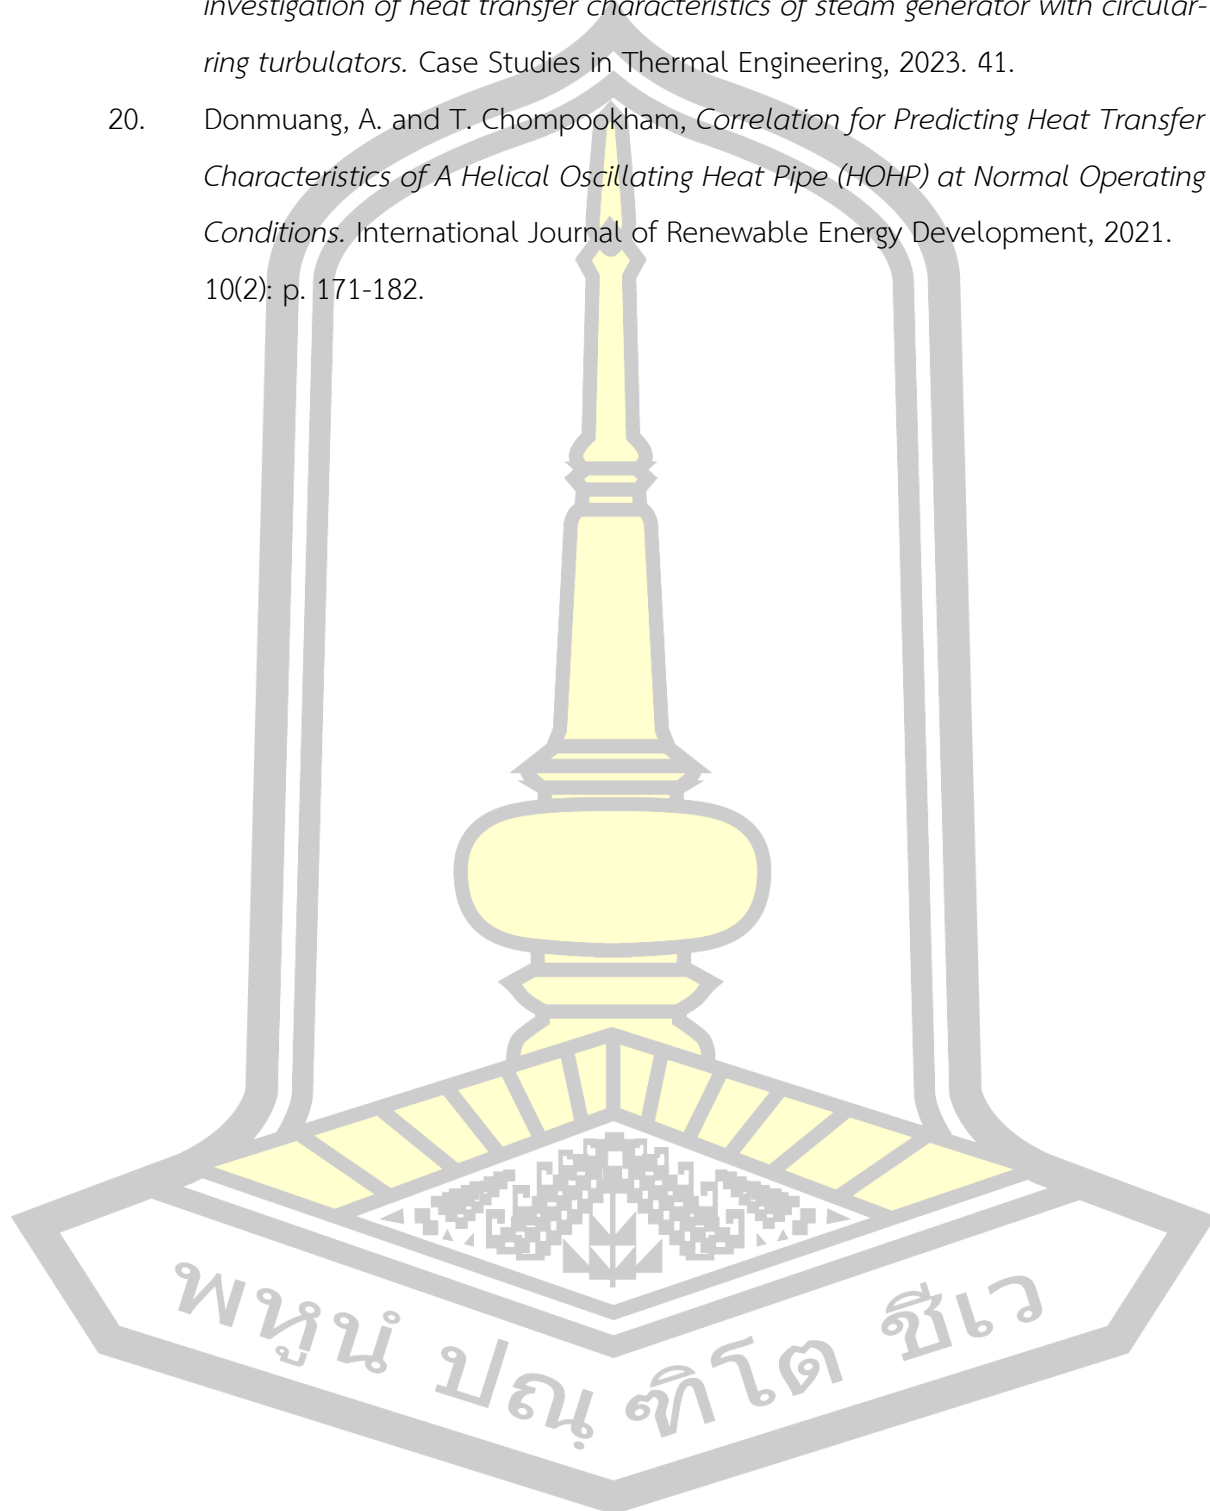 investigation of heat transfer characteristics of steam generator with circular-
ring turbulators. Case Studies in Thermal Engineering, 2023. 41.
20. Donmuang, A. and T. Chompookham, Correlation for Predicting Heat Transfer
Characteristics of A Helical Oscillating Heat Pipe (HOHP) at Normal Operating
Conditions. International Journal of Renewable Energy Development, 2021.
10(2): p. 171-182.
พหูนํ ปณฺ ฑิโต ชีเว